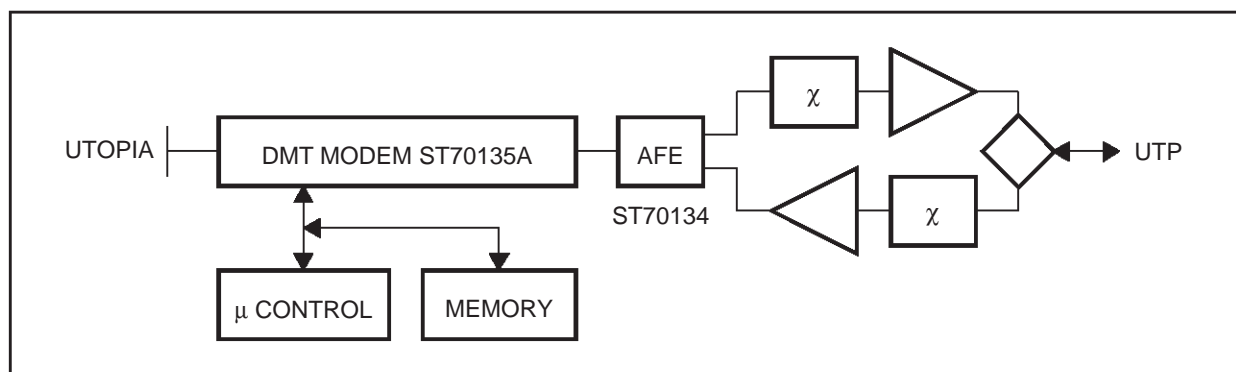 χ
UTOPIA
DMT MODEM ST70135A
AFE
UTP
ST70134
χ
μ CONTROL
MEMORY